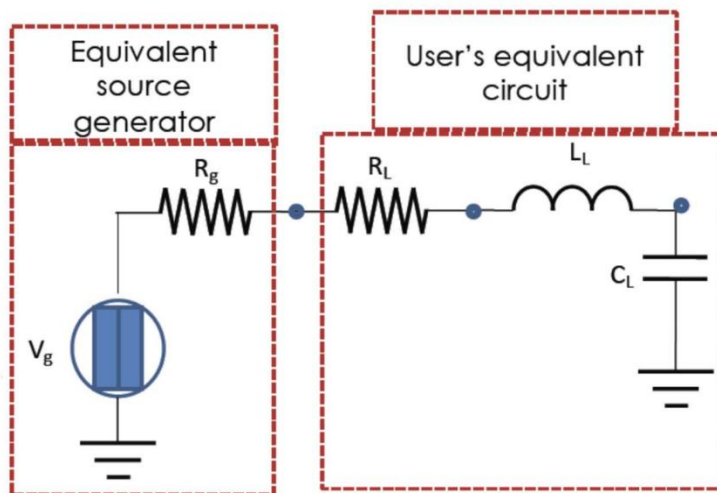 Equivalent
source
generator
User’s equivalent
circuit
Rg
RL
LL
CL
Vg